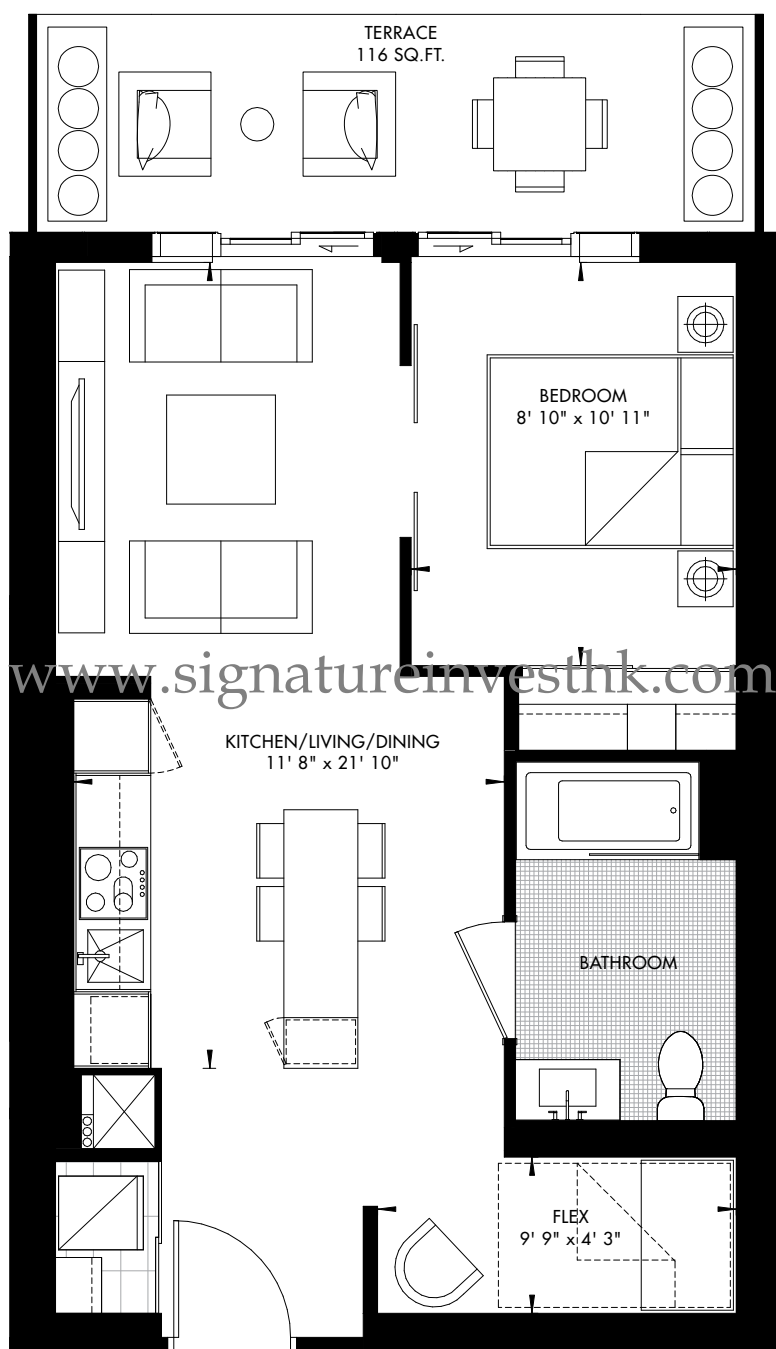 TERRACE
116 SQ.FT.
BEDROOM
8' 10" x 10' 11"
www.signatureinvesthk.com
KITCHEN/LIVING/DINING
11' 8" x 21' 10"
BATHROOM
FLEX
9' 9" x 4' 3"